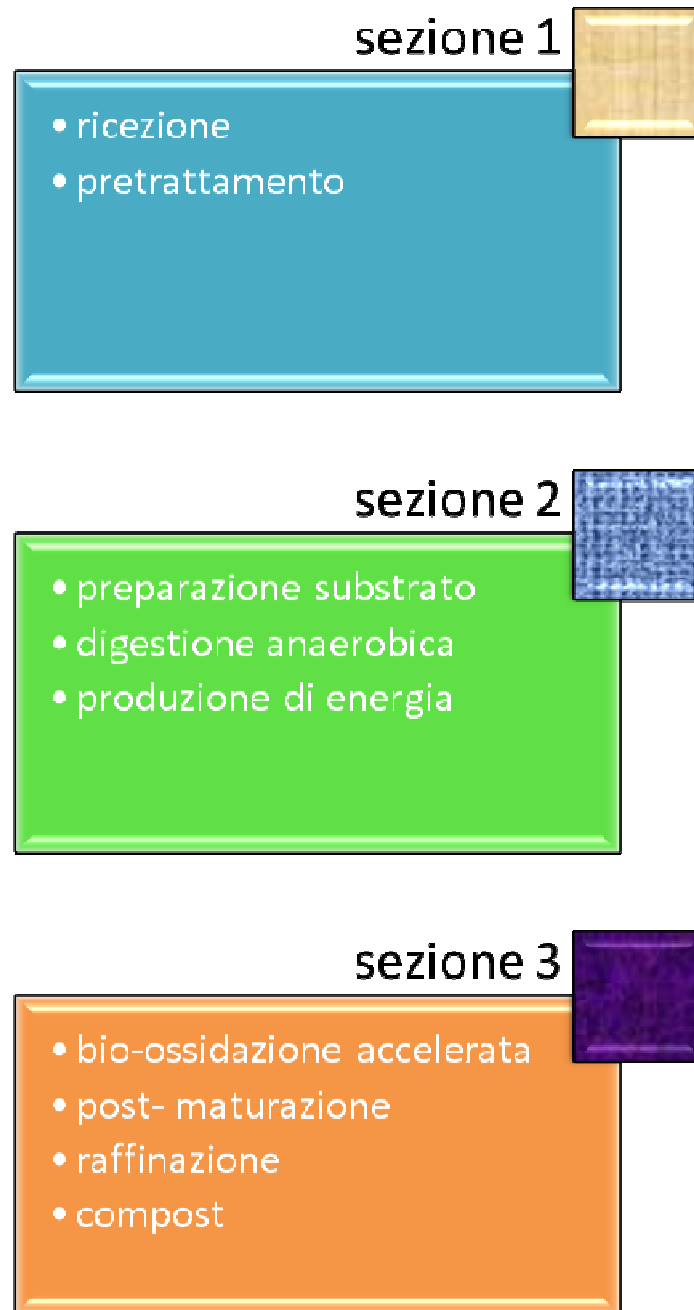 sezione 1
• ricezione
• pretrattamento
sezione 2
• preparazione substrato
• digestione anaerobica
• produzione di energia
sezione 3
• bio-ossidazione accelerata
• post- maturazione
• raffinazione
• compost